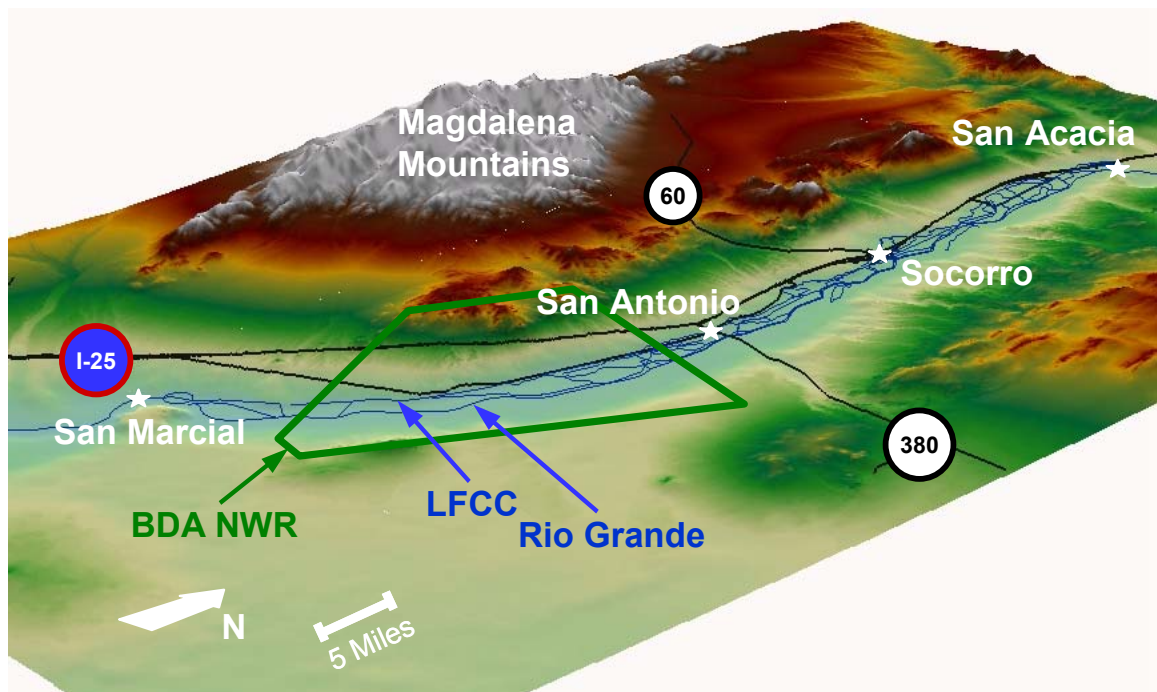 Magdalena
Mountains
San Acacia
60
Socorro
San Antonio
I-25
San Marcial
380
LFCC
BDA NWR
Rio Grande
N
5 Miles